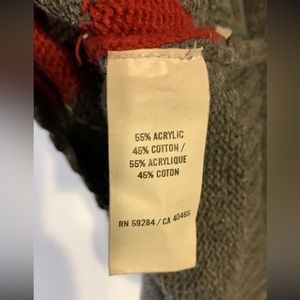 55% ACRYLIC
45% COTTON /
55% ACRYLIQUE
45% COTON
RN 59284 / CA 40465